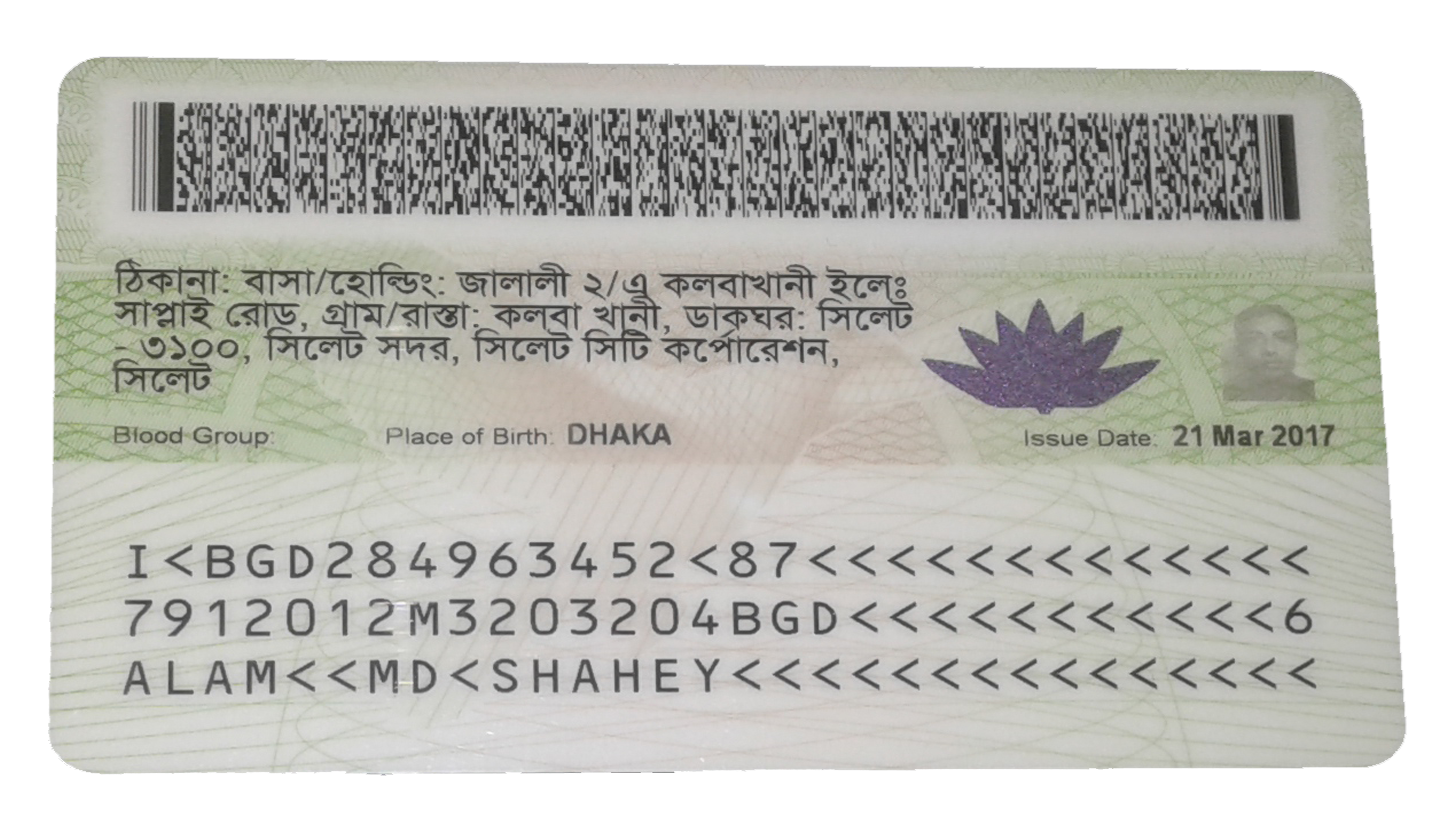 ঠিকানা: বাসা/হোল্ডিং: জালালী ২/এ কলবাখানী ইলেঃ
সাপ্লাই রোড, গ্রাম/রাস্তা: কলবা খানী, ডাকঘর: সিলেট
- ৩১০০, সিলেট সদর, সিলেট সিটি কর্পোরেশন,
সিলেট
Blood Group: Place of Birth: DHAKA Issue Date: 21 Mar 2017
I<BGD284963452<87<<<<<<<<<<<<<
7912012M3203204BGD<<<<<<<<<<<6
ALAM<<MD<SHAHEY<<<<<<<<<<<<<<<